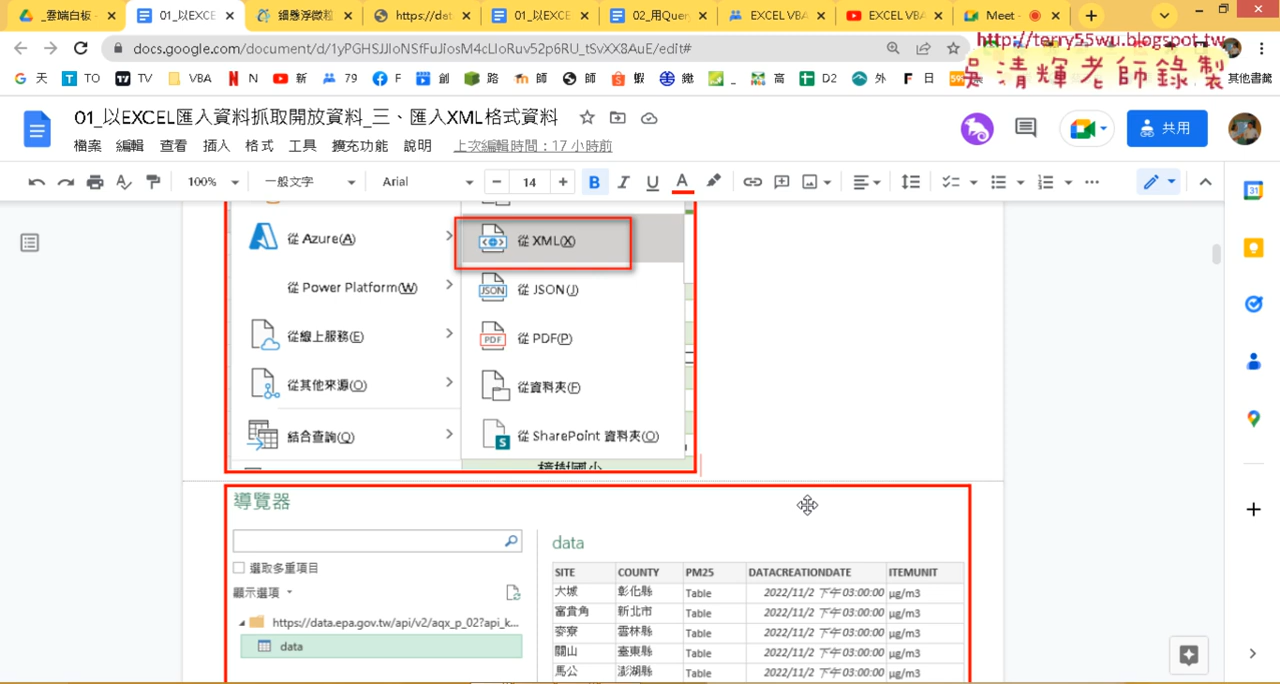 _雲端白板
01_以EXCE
細懸浮微粒
https://dat
01_以EXCE
02_用Quer
EXCEL VBA
EXCEL VBA
Meet -
docs.google.com/document/d/1yPGHSJJIoNSfFuJiosM4cLIoRuv52p6RU_tSvXX8AuE/edit#
http://terry55wu.blogspot.tw
吳清輝老師錄製
天 TO TV VBA N 新 79 F 創 路 師 師 蝦 高 D2 外 日 其他書籤
01_以EXCEL匯入資料抓取開放資料_三、匯入XML格式資料
共用
檔案 編輯 查看 插入 格式 工具 擴充功能 說明 上次編輯時間：17 小時前
100% 一般文字 Arial 14 B I U A
從 Azure(A)
從 XML(X)
從 Power Platform(W)
JSON 從 JSON(J)
從線上服務(E)
PDF 從 PDF(P)
從其他來源(O)
從資料夾(F)
結合查詢(Q)
從 SharePoint 資料夾(O)
樟樹國小
導覽器
data
選取多重項目
顯示選項
https://data.epa.gov.tw/api/v2/aqx_p_02?api_k...
data
SITE COUNTY PM25 DATACREATIONDATE ITEMUNIT
大城 彰化縣 Table 2022/11/2 下午 03:00:00 μg/m3
富貴角 新北市 Table 2022/11/2 下午 03:00:00 μg/m3
麥寮 雲林縣 Table 2022/11/2 下午 03:00:00 μg/m3
關山 臺東縣 Table 2022/11/2 下午 03:00:00 μg/m3
馬公 澎湖縣 Table 2022/11/2 下午 03:00:00 μg/m3